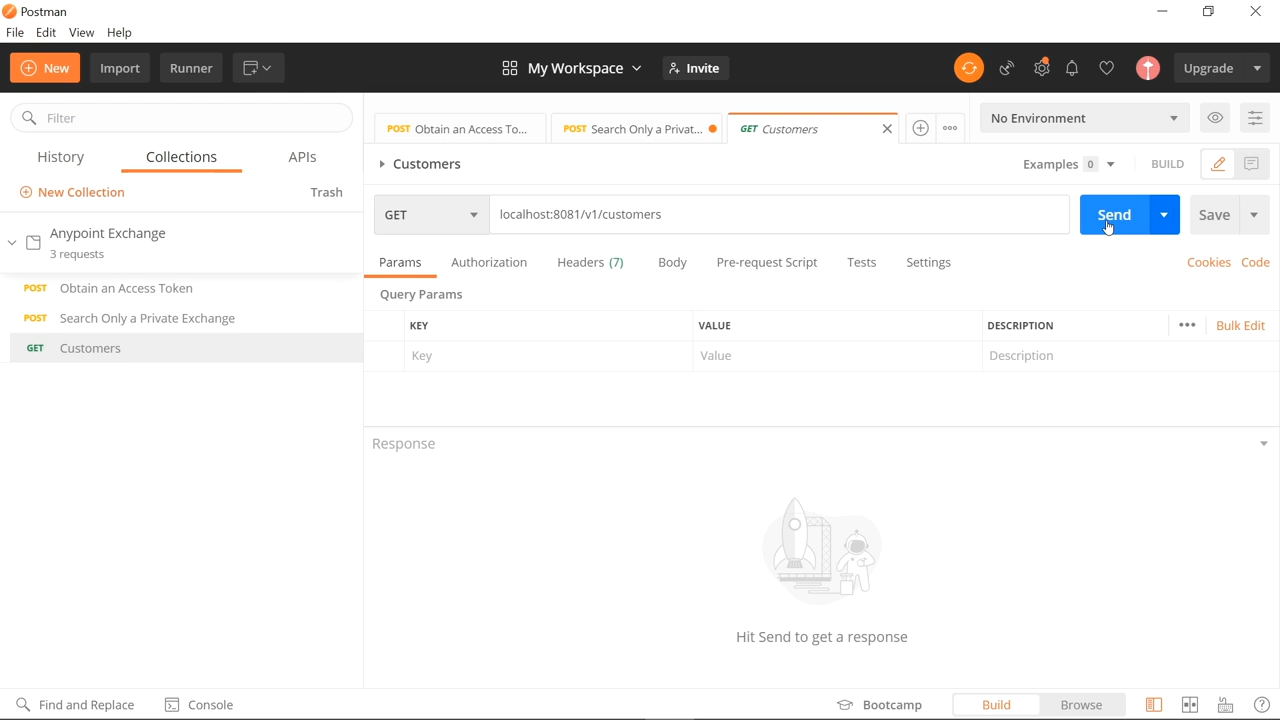 Postman
File Edit View Help
New Import Runner My Workspace Invite Upgrade
Filter
History Collections APIs
New Collection Trash
Anypoint Exchange
3 requests
POST Obtain an Access Token
POST Search Only a Private Exchange
GET Customers
POST Obtain an Access To... POST Search Only a Privat... GET Customers No Environment
Customers Examples 0 BUILD
GET localhost:8081/v1/customers Send Save
Params Authorization Headers (7) Body Pre-request Script Tests Settings Cookies Code
Query Params
KEY VALUE DESCRIPTION Bulk Edit
Key Value Description
Response
Hit Send to get a response
Find and Replace Console Bootcamp Build Browse